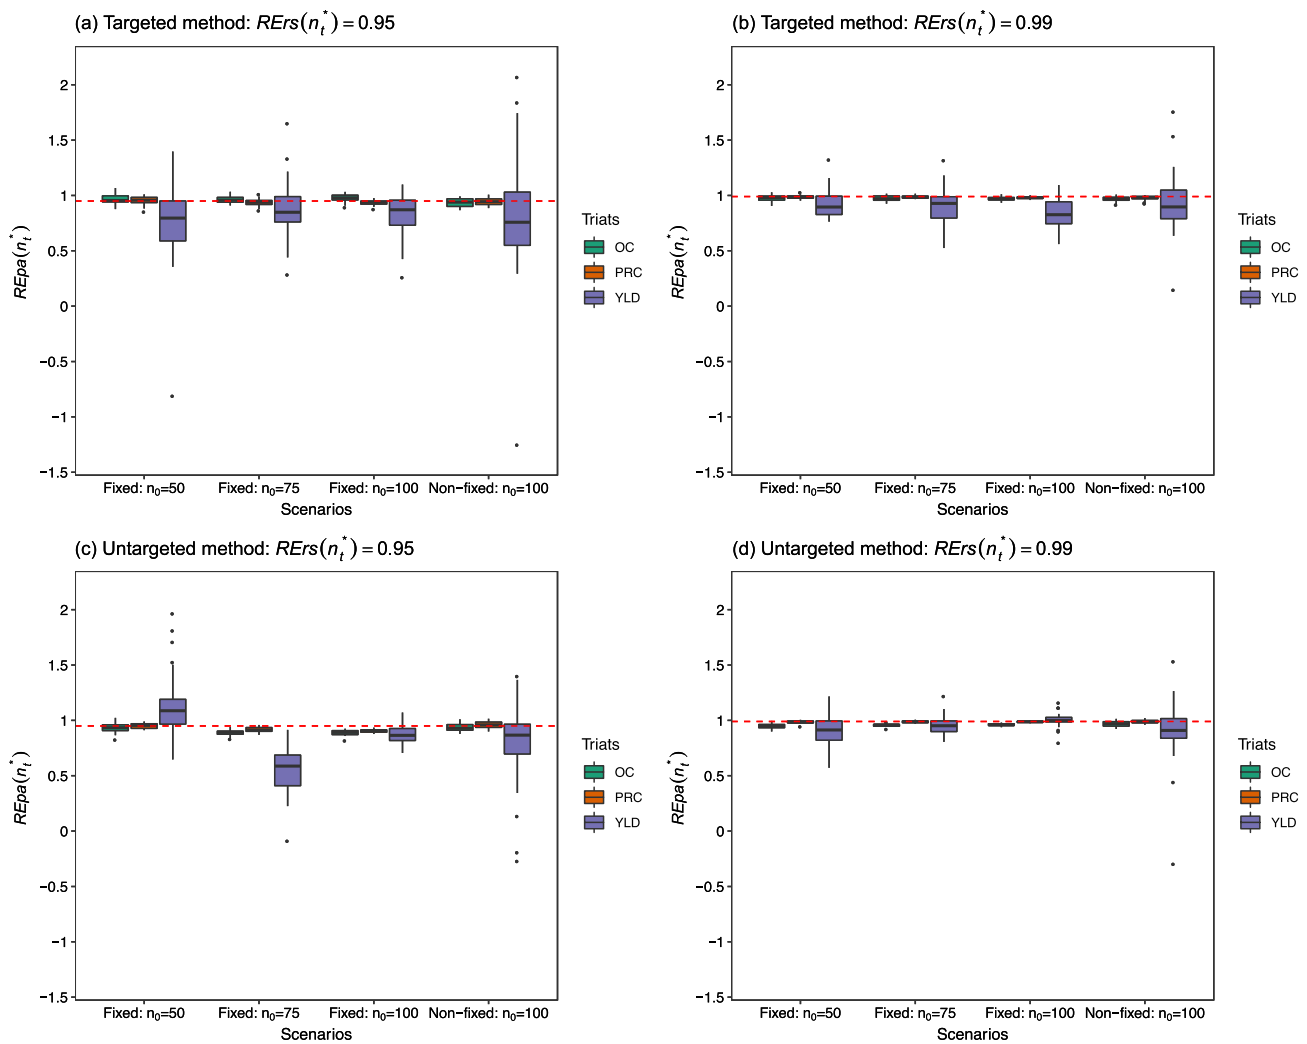 (a) Targeted method: RErs(n*t) = 0.95
2
1.5
1
0.5
0
−0.5
−1
−1.5
REpa(n*t)
Fixed: n0=50 Fixed: n0=75 Fixed: n0=100 Non−fixed: n0=100
Scenarios
Triats
OC
PRC
YLD
(b) Targeted method: RErs(n*t) = 0.99
2
1.5
1
0.5
0
−0.5
−1
−1.5
REpa(n*t)
Fixed: n0=50 Fixed: n0=75 Fixed: n0=100 Non−fixed: n0=100
Scenarios
Triats
OC
PRC
YLD
(c) Untargeted method: RErs(n*t) = 0.95
2
1.5
1
0.5
0
−0.5
−1
−1.5
REpa(n*t)
Fixed: n0=50 Fixed: n0=75 Fixed: n0=100 Non−fixed: n0=100
Scenarios
Triats
OC
PRC
YLD
(d) Untargeted method: RErs(n*t) = 0.99
2
1.5
1
0.5
0
−0.5
−1
−1.5
REpa(n*t)
Fixed: n0=50 Fixed: n0=75 Fixed: n0=100 Non−fixed: n0=100
Scenarios
Triats
OC
PRC
YLD